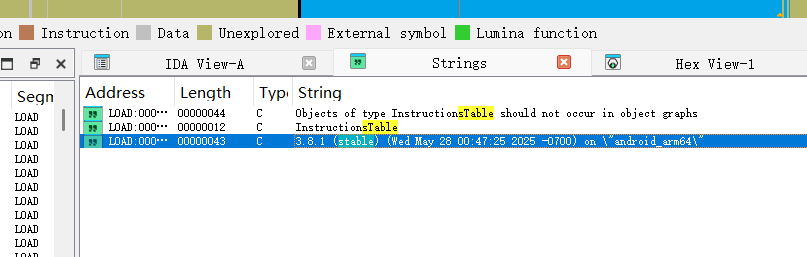 on Instruction Data Unexplored External symbol Lumina function
IDA View-A Strings Hex View-1
Segm Address Length Type String
LOAD LOAD:000··· 00000044 C Objects of type InstructionsTable should not occur in object graphs
LOAD LOAD:000··· 00000012 C InstructionsTable
LOAD LOAD:000··· 00000043 C 3.8.1 (stable) (Wed May 28 00:47:25 2025 -0700) on \"android_arm64\"
LOAD
LOAD
LOAD
LOAD
LOAD
LOAD
LOAD
LOAD